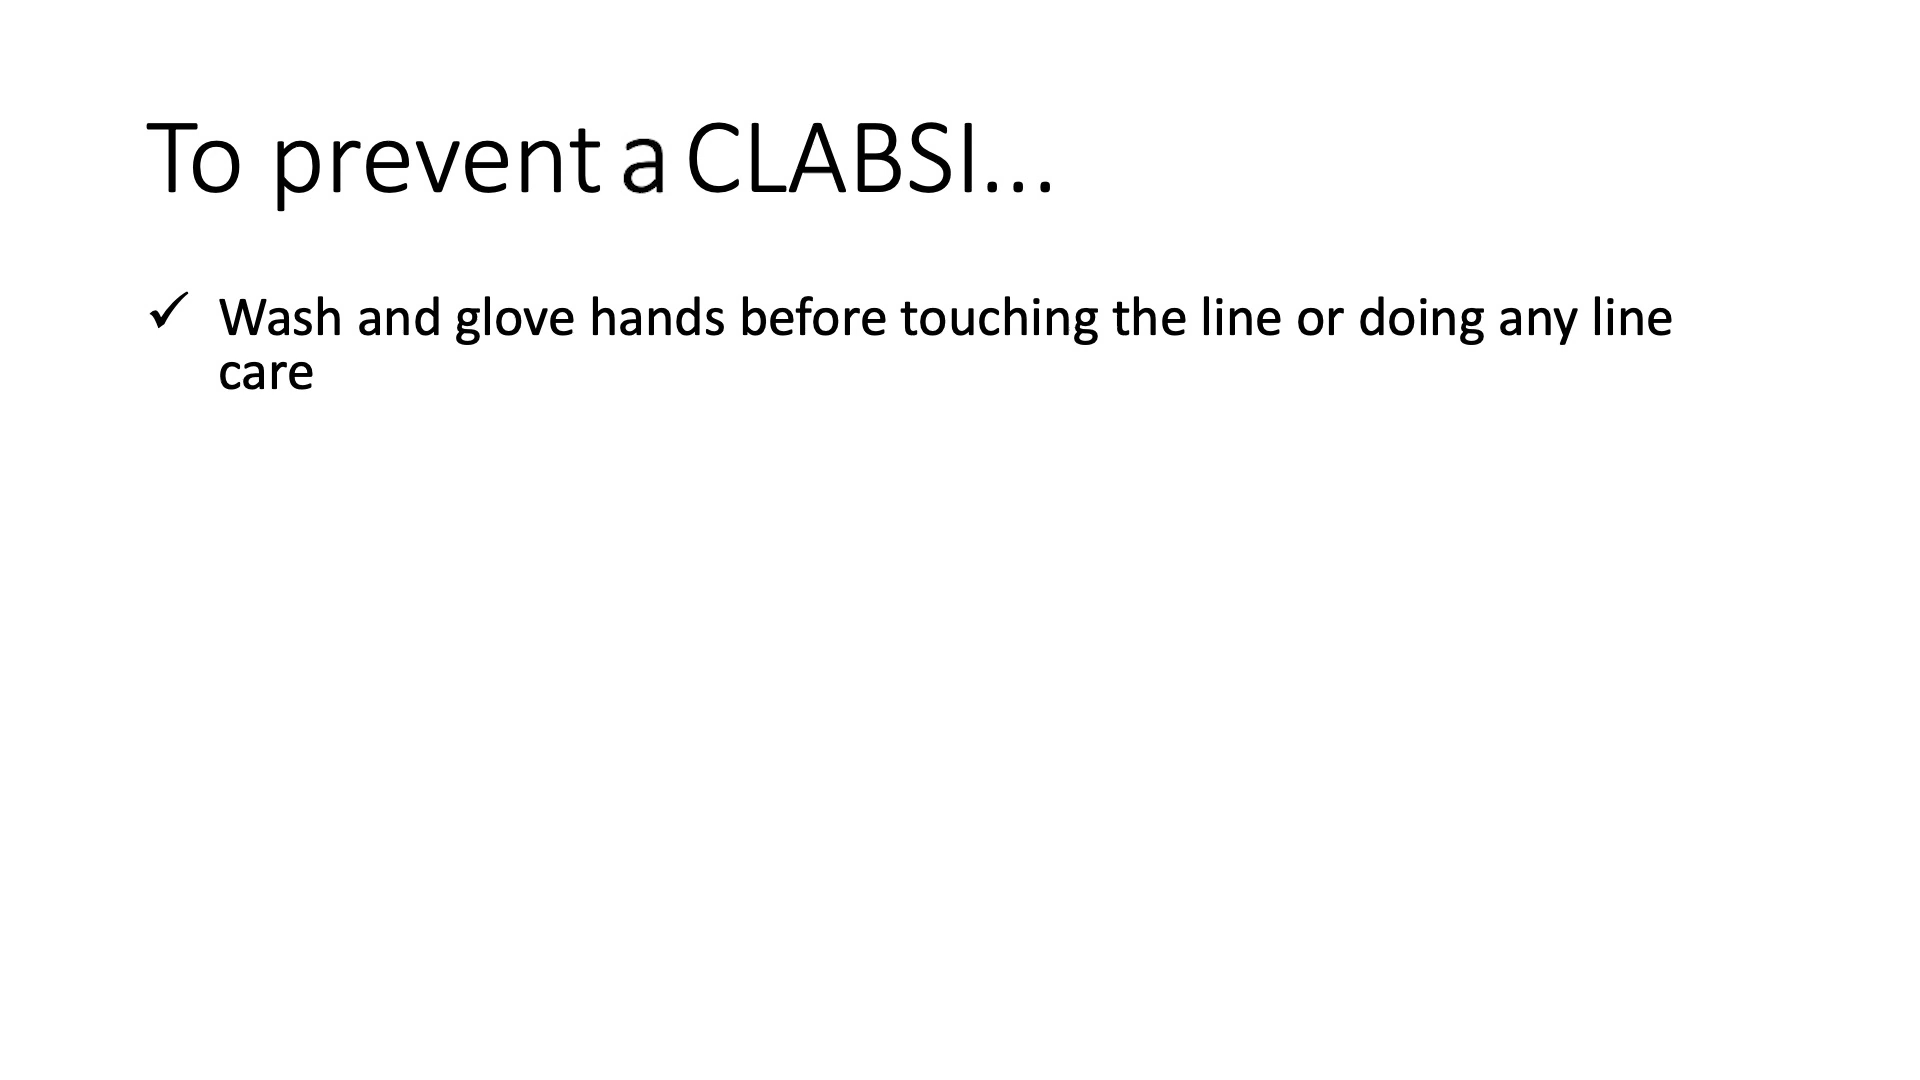 To prevent a CLABSI...
✓ Wash and glove hands before touching the line or doing any line
care